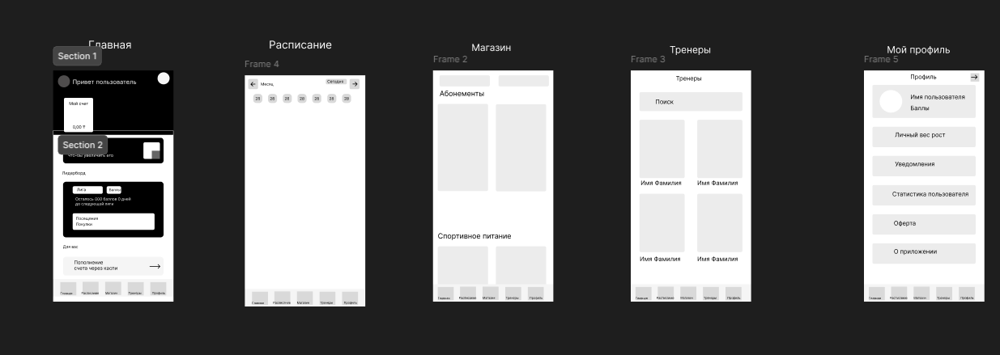 Главная
Section 1
Привет пользователь
Мой счет
0,00 ₸
Section 2
Лидерборд
Лига
Баллы
Осталось 000 баллов 0 дней
до следующий лиги
Посещения
Покупки
Для вас
Пополнение
счета через каспи
Главная
Расписание
Магазин
Тренеры
Профиль
Расписание
Frame 4
Месяц
Сегодня
28
28
28
28
28
28
28
Главная
Расписание
Магазин
Тренеры
Профиль
Магазин
Frame 2
Абонементы
Спортивное питание
Главная
Расписание
Магазин
Тренеры
Профиль
Тренеры
Frame 3
Тренеры
Поиск
Имя Фамилия
Имя Фамилия
Имя Фамилия
Имя Фамилия
Главная
Расписание
Магазин
Тренеры
Профиль
Мой профиль
Frame 5
Профиль
Имя пользователя
Баллы
Личный вес рост
Уведомления
Статистика пользователя
Оферта
О приложении
Главная
Расписание
Магазин
Тренеры
Профиль